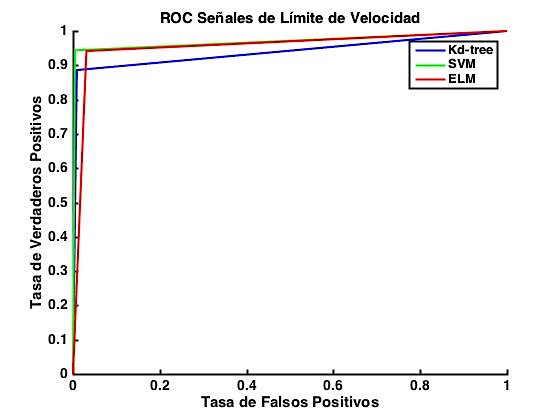 ROC Señales de Límite de Velocidad
Kd-tree
SVM
ELM
Tasa de Verdaderos Positivos
1
0.9
0.8
0.7
0.6
0.5
0.4
0.3
0.2
0.1
0
0 0.2 0.4 0.6 0.8 1
Tasa de Falsos Positivos